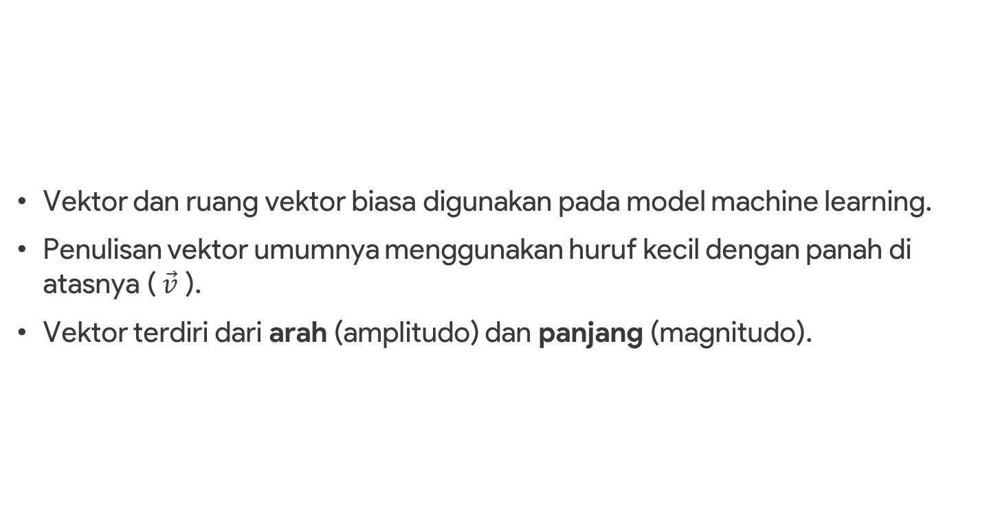 • Vektor dan ruang vektor biasa digunakan pada model machine learning.
• Penulisan vektor umumnya menggunakan huruf kecil dengan panah di
atasnya ( v⃗ ).
• Vektor terdiri dari arah (amplitudo) dan panjang (magnitudo).